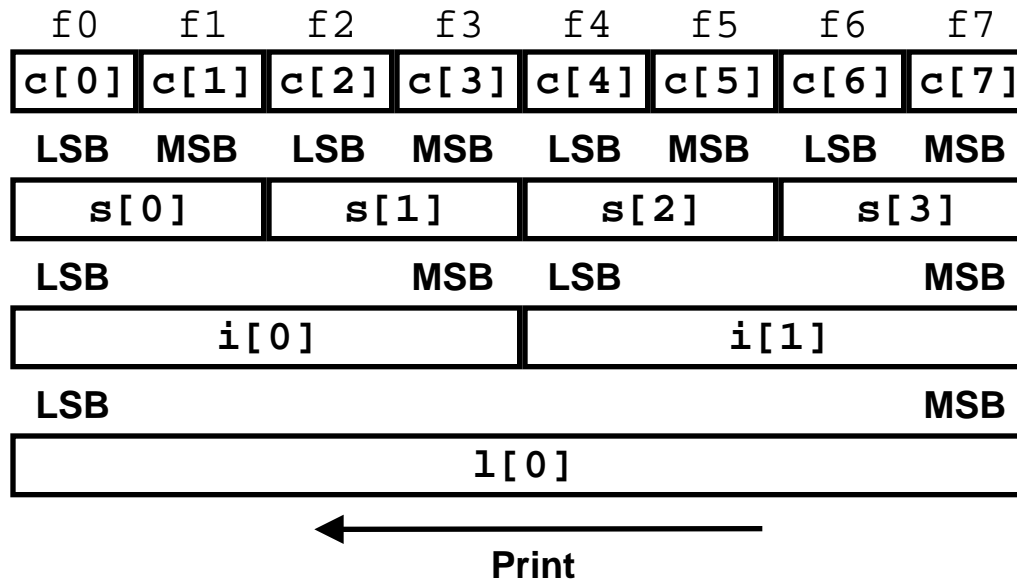 f0 f1 f2 f3 f4 f5 f6 f7
c[0] c[1] c[2] c[3] c[4] c[5] c[6] c[7]
LSB MSB LSB MSB LSB MSB LSB MSB
s[0] s[1] s[2] s[3]
LSB MSB LSB MSB
i[0] i[1]
LSB MSB
l[0]
Print